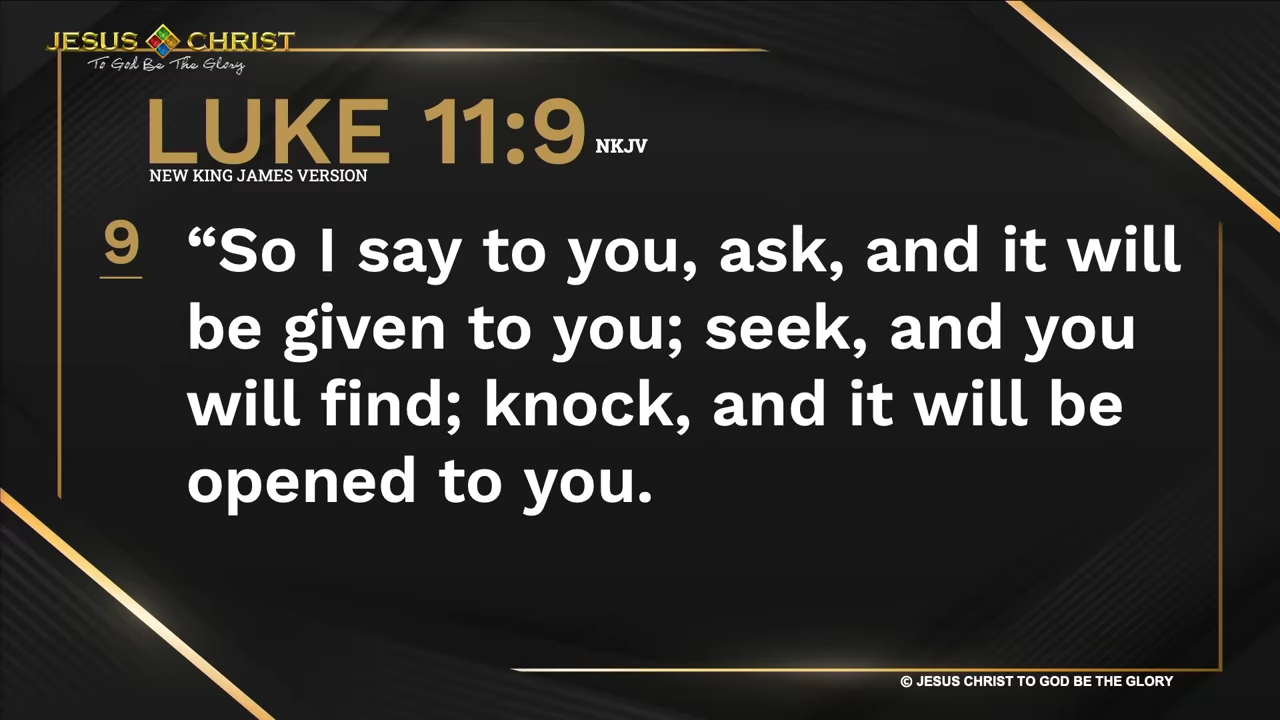 JESUS CHRIST
To God Be The Glory
LUKE 11:9 NKJV
NEW KING JAMES VERSION
9 “So I say to you, ask, and it will
be given to you; seek, and you
will find; knock, and it will be
opened to you.
© JESUS CHRIST TO GOD BE THE GLORY